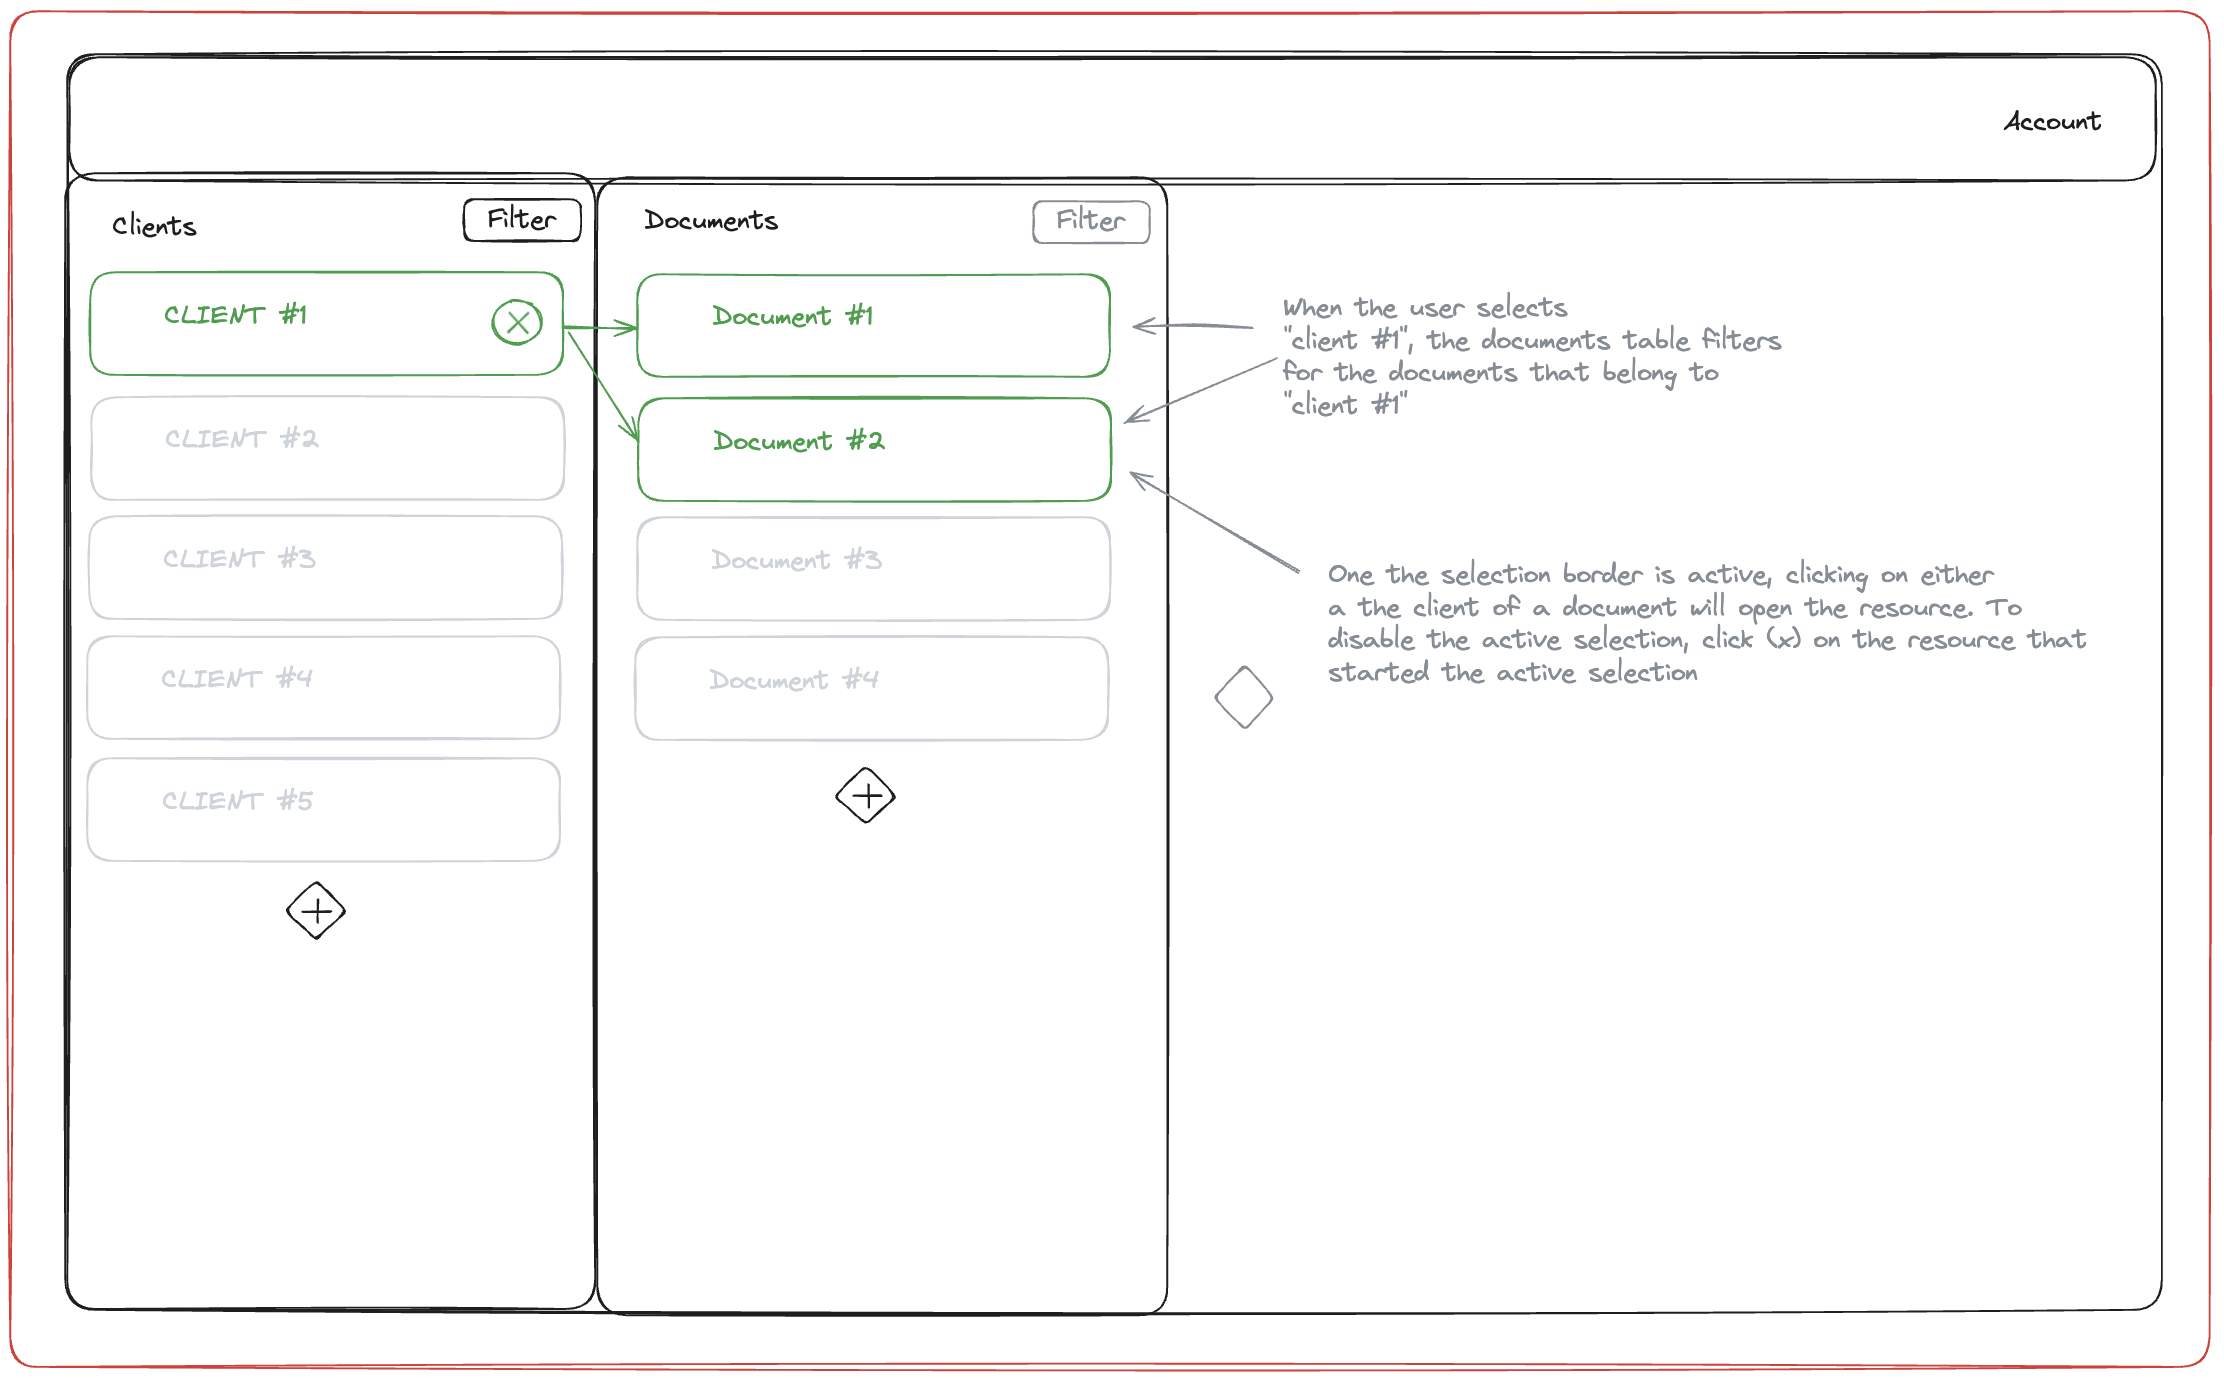 Account
Clients
Filter
CLIENT #1
CLIENT #2
CLIENT #3
CLIENT #4
CLIENT #5
Documents
Filter
Document #1
Document #2
Document #3
Document #4
When the user selects
"client #1", the documents table filters
for the documents that belong to
"client #1"
One the selection border is active, clicking on either
a the client of a document will open the resource. To
disable the active selection, click (x) on the resource that
started the active selection